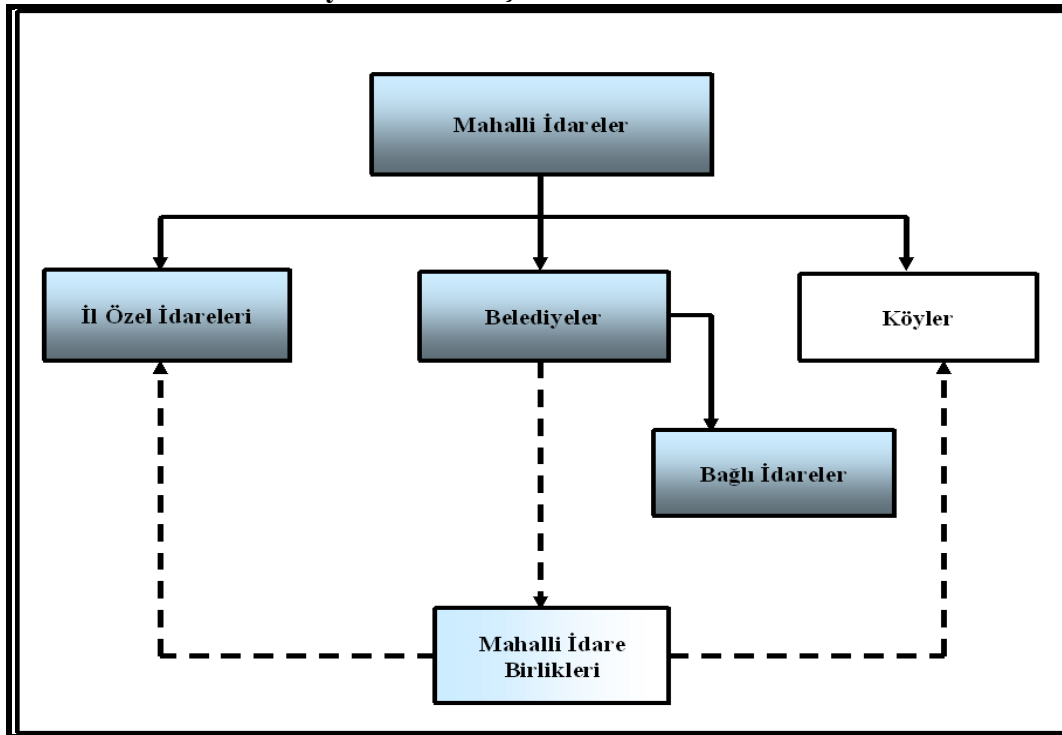 Mahalli İdareler
İl Özel İdareleri
Belediyeler
Köyler
Bağlı İdareler
Mahalli İdare
Birlikleri